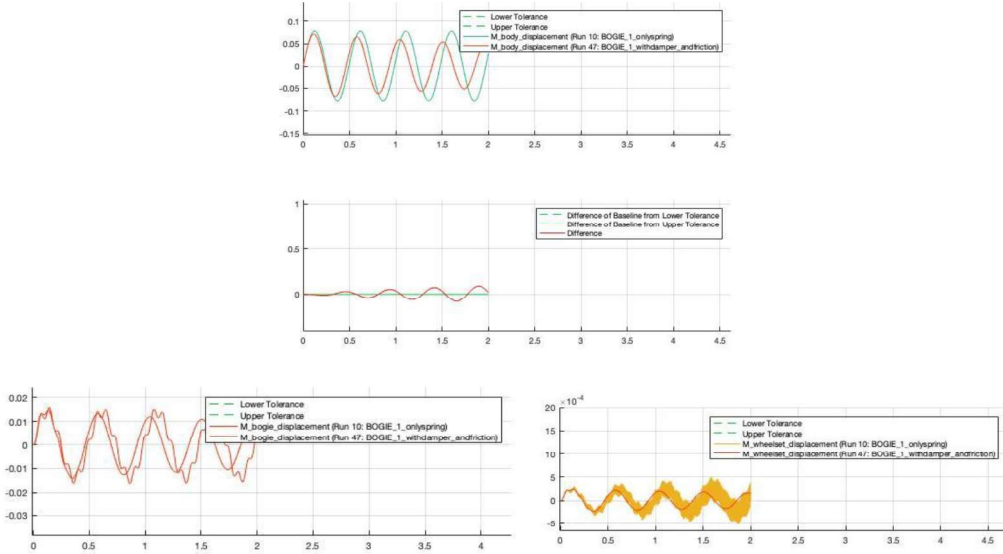 0.1
0.05
0
-0.05
-0.1
-0.15
0 0.5 1 1.5 2 2.5 3 3.5 4 4.5
Lower Tolerance
Upper Tolerance
M_body_displacement (Run 10: BOGIE_1_onlyspring)
M_body_displacement (Run 47: BOGIE_1_withdamper_andfriction)
1
0.5
0
0 0.5 1 1.5 2 2.5 3 3.5 4 4.5
Difference of Baseline from Lower Tolerance
Difference of Baseline from Upper Tolerance
Difference
0.02
0.01
0
-0.01
-0.02
-0.03
0 0.5 1 1.5 2 2.5 3 3.5 4
Lower Tolerance
Upper Tolerance
M_bogie_displacement (Run 10: BOGIE_1_onlyspring)
M_bogie_displacement (Run 47: BOGIE_1_withdamper_andfriction)
×10⁻⁴
20
15
10
5
0
-5
0 0.5 1 1.5 2 2.5 3 3.5 4 4.5
Lower Tolerance
Upper Tolerance
M_wheelset_displacement (Run 10: BOGIE_1_onlyspring)
M_wheelset_displacement (Run 47: BOGIE_1_withdamper_andfriction)